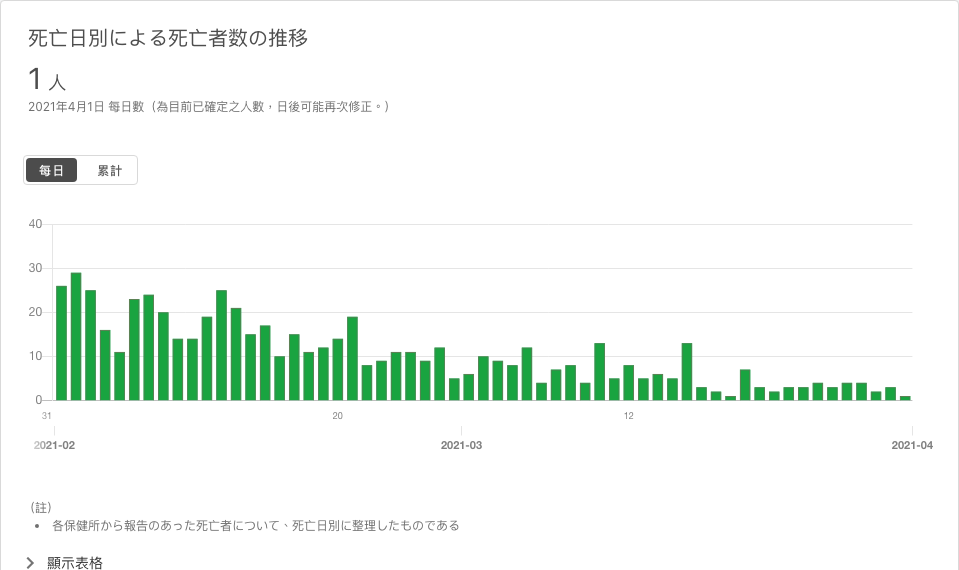 死亡日別による死亡者数の推移
1 人
2021年4月1日 每日數（為目前已確定之人數，日後可能再次修正。）
每日 累計
40
30
20
10
0
31 20 12
2021-02 2021-03 2021-04
（註）
• 各保健所から報告のあった死亡者について、死亡日別に整理したものである
顯示表格